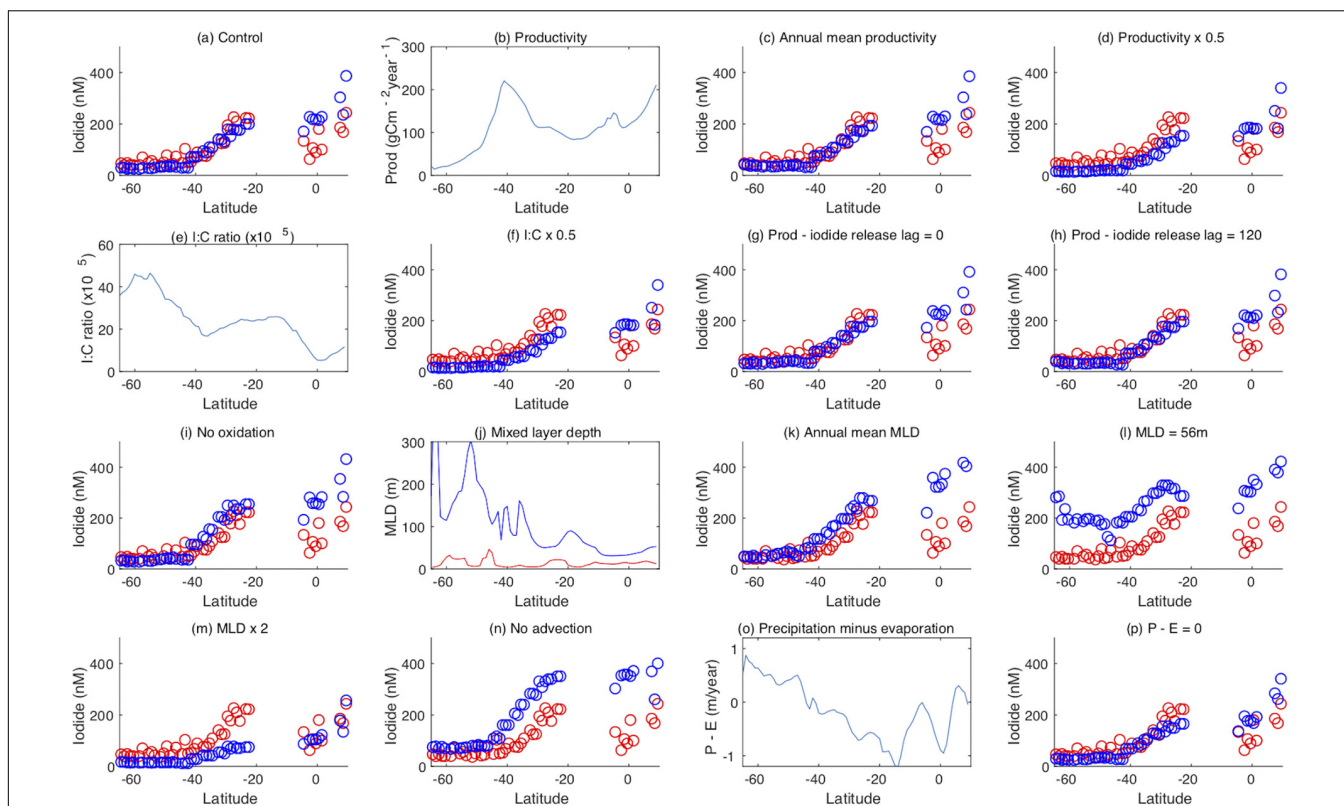 (a) Control
Iodide (nM)
400
200
0
-60 -40 -20 0
Latitude
(b) Productivity
Prod (gCm⁻²year⁻¹)
300
200
100
0
-60 -40 -20 0
Latitude
(c) Annual mean productivity
Iodide (nM)
400
200
0
-60 -40 -20 0
Latitude
(d) Productivity x 0.5
Iodide (nM)
400
200
0
-60 -40 -20 0
Latitude
(e) I:C ratio (x10 5)
I:C ratio (x10 5)
60
40
20
0
-60 -40 -20 0
Latitude
(f) I:C x 0.5
Iodide (nM)
400
200
0
-60 -40 -20 0
Latitude
(g) Prod - iodide release lag = 0
Iodide (nM)
400
200
0
-60 -40 -20 0
Latitude
(h) Prod - iodide release lag = 120
Iodide (nM)
400
200
0
-60 -40 -20 0
Latitude
(i) No oxidation
Iodide (nM)
400
200
0
-60 -40 -20 0
Latitude
(j) Mixed layer depth
MLD (m)
300
200
100
0
-60 -40 -20 0
Latitude
(k) Annual mean MLD
Iodide (nM)
400
200
0
-60 -40 -20 0
Latitude
(l) MLD = 56m
Iodide (nM)
400
200
0
-60 -40 -20 0
Latitude
(m) MLD x 2
Iodide (nM)
400
200
0
-60 -40 -20 0
Latitude
(n) No advection
Iodide (nM)
400
200
0
-60 -40 -20 0
Latitude
(o) Precipitation minus evaporation
P - E (m/year)
1
0
-1
-60 -40 -20 0
Latitude
(p) P - E = 0
Iodide (nM)
400
200
0
-60 -40 -20 0
Latitude